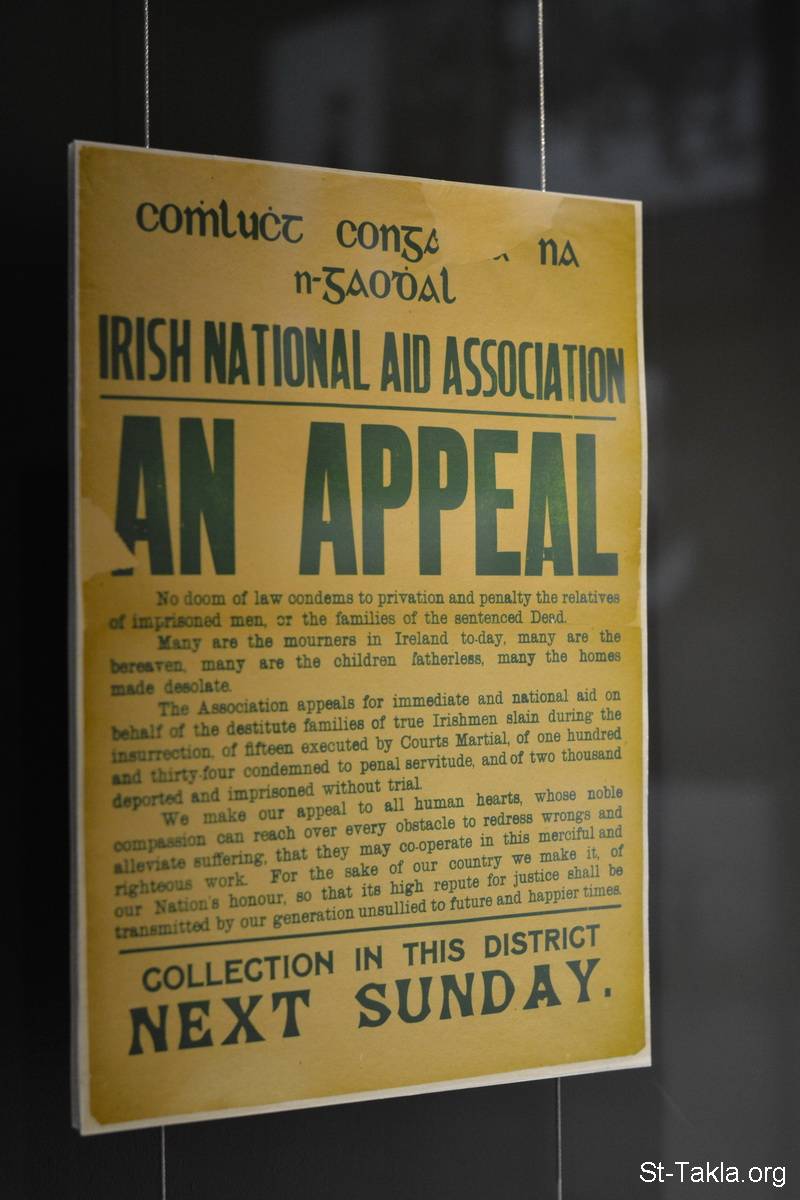 coṁluċt conga na
n-gaoḋal
IRISH NATIONAL AID ASSOCIATION
AN APPEAL
No doom of law condems to privation and penalty the relatives
of imprisoned men, or the families of the sentenced Dead.
Many are the mourners in Ireland to-day, many are the
bereaven, many are the children fatherless, many the homes
made desolate.
The Association appeals for immediate and national aid on
behalf of the destitute families of true Irishmen slain during the
insurrection, of fifteen executed by Courts Martial, of one hundred
and thirty-four condemned to penal servitude, and of two thousand
deported and imprisoned without trial.
We make our appeal to all human hearts, whose noble
compassion can reach over every obstacle to redress wrongs and
alleviate suffering, that they may co-operate in this merciful and
righteous work. For the sake of our country we make it, of
our Nation's honour, so that its high repute for justice shall be
transmitted by our generation unsullied to future and happier times.
COLLECTION IN THIS DISTRICT
NEXT SUNDAY.
St-Takla.org